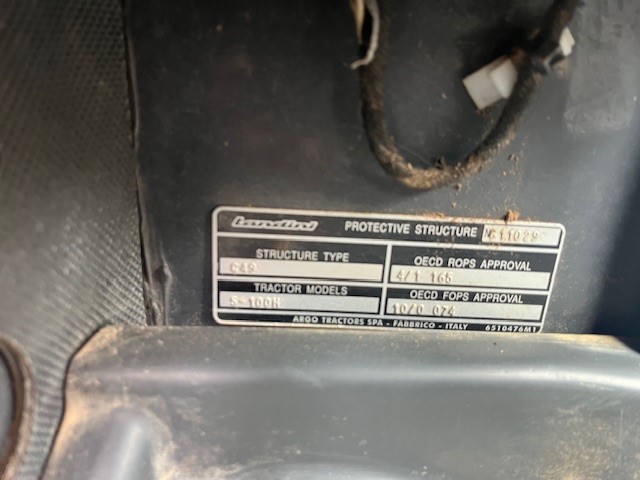 Landini PROTECTIVE STRUCTURE C11029
STRUCTURE TYPE
C49
OECD ROPS APPROVAL
4/1 165
TRACTOR MODELS
5-100H
OECD FOPS APPROVAL
10/0 074
ARGO TRACTORS SPA - FABBRICO - ITALY 6510476M1